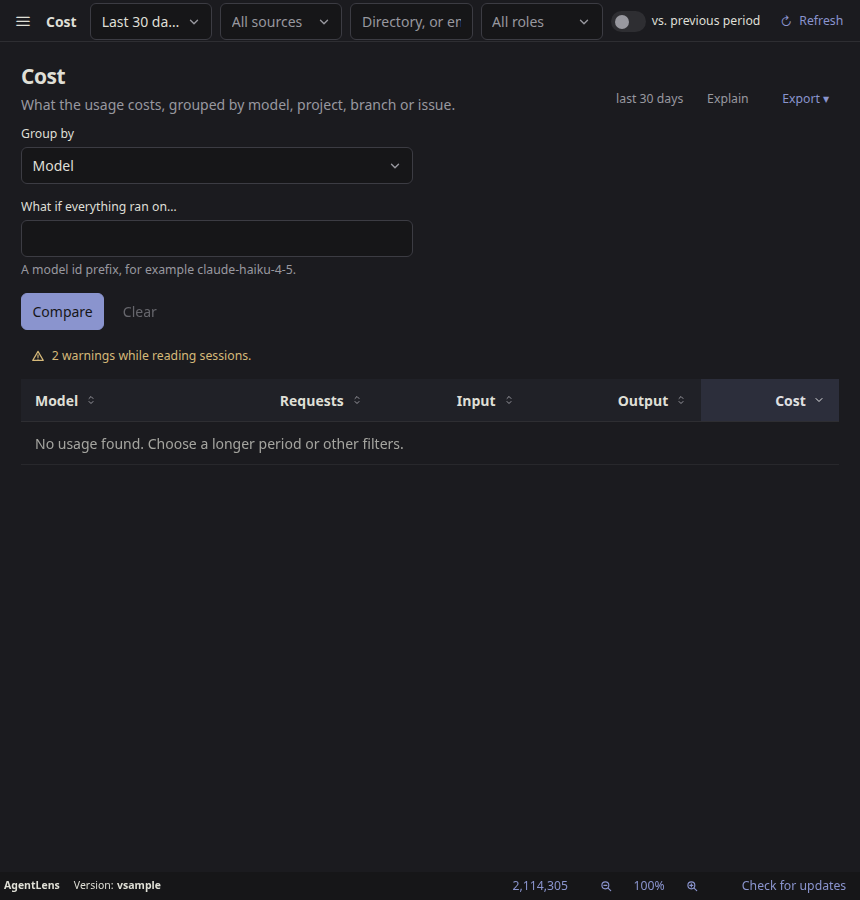 Cost
Last 30 da...
All sources
Directory, or er
All roles
vs. previous period
Refresh
Cost
What the usage costs, grouped by model, project, branch or issue.
last 30 days
Explain
Export ▾
Group by
Model
What if everything ran on...
A model id prefix, for example claude-haiku-4-5.
Compare
Clear
2 warnings while reading sessions.
Model Requests Input Output Cost
No usage found. Choose a longer period or other filters.
AgentLens Version: vsample 2,114,305 100% Check for updates